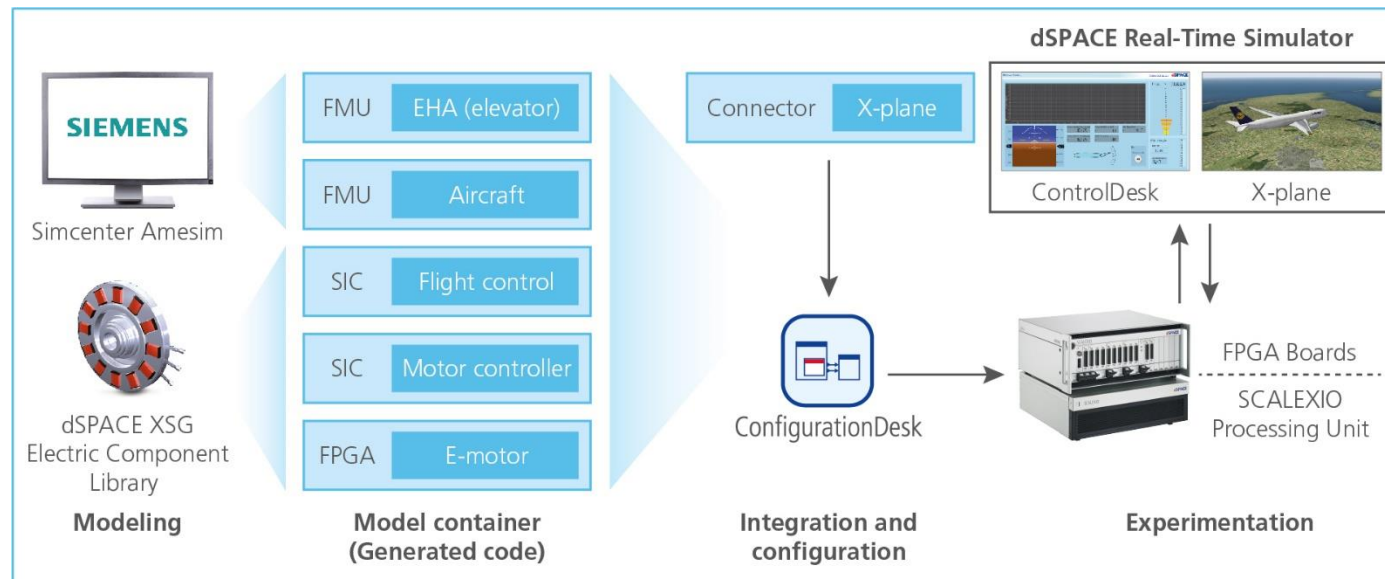 SIEMENS
Simcenter Amesim
dSPACE XSG
Electric Component
Library
Modeling
FMU EHA (elevator)
FMU Aircraft
SIC Flight control
SIC Motor controller
FPGA E-motor
Model container
(Generated code)
Connector X-plane
ConfigurationDesk
Integration and
configuration
dSPACE Real-Time Simulator
ControlDesk X-plane
FPGA Boards
SCALEXIO
Processing Unit
Experimentation